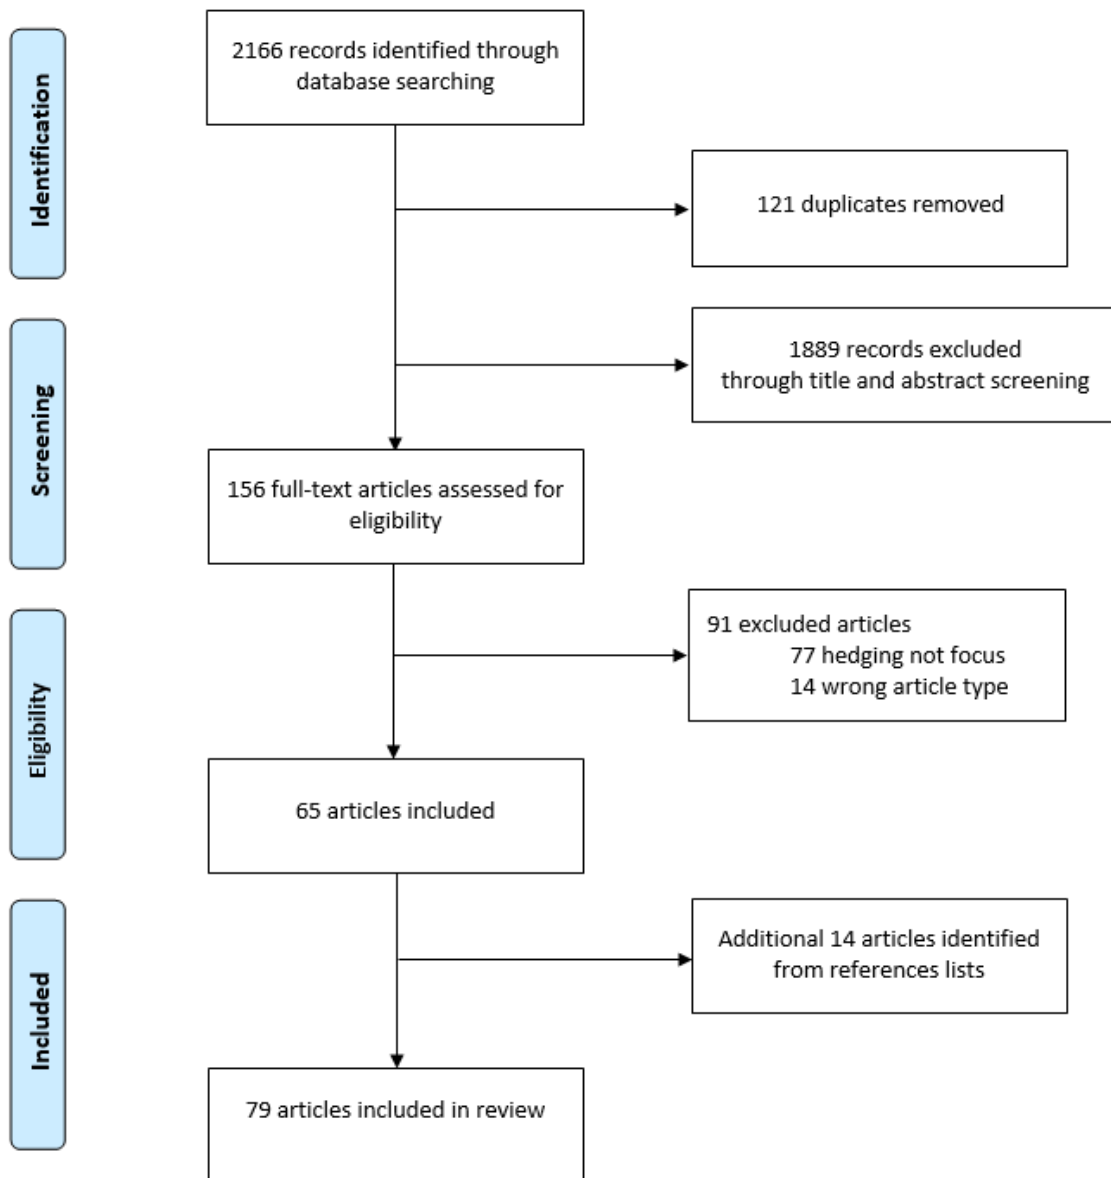 Identification
2166 records identified through
database searching
121 duplicates removed
Screening
1889 records excluded
through title and abstract screening
156 full-text articles assessed for
eligibility
Eligibility
91 excluded articles
77 hedging not focus
14 wrong article type
65 articles included
Included
Additional 14 articles identified
from references lists
79 articles included in review